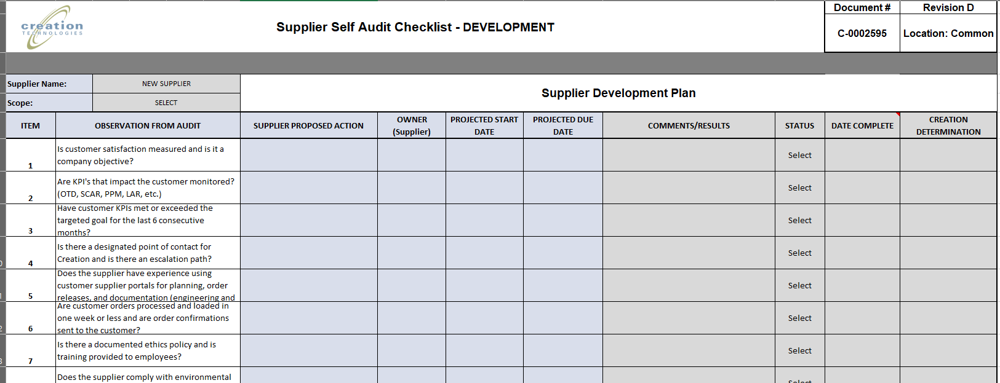 creation
TECHNOLOGIES
Supplier Self Audit Checklist - DEVELOPMENT
Document #
Revision D
C-0002595
Location: Common
Supplier Name:
NEW SUPPLIER
Scope:
SELECT
Supplier Development Plan
ITEM
OBSERVATION FROM AUDIT
SUPPLIER PROPOSED ACTION
OWNER
(Supplier)
PROJECTED START
DATE
PROJECTED DUE
DATE
COMMENTS/RESULTS
STATUS
DATE COMPLETE
CREATION
DETERMINATION
1
Is customer satisfaction measured and is it a
company objective?
Select
2
Are KPI's that impact the customer monitored?
(OTD, SCAR, PPM, LAR, etc.)
Select
3
Have customer KPIs met or exceeded the
targeted goal for the last 6 consecutive
months?
Select
4
Is there a designated point of contact for
Creation and is there an escalation path?
Select
5
Does the supplier have experience using
customer supplier portals for planning, order
releases, and documentation (engineering and
Select
6
Are customer orders processed and loaded in
one week or less and are order confirmations
sent to the customer?
Select
7
Is there a documented ethics policy and is
training provided to employees?
Select
Does the supplier comply with environmental
Select